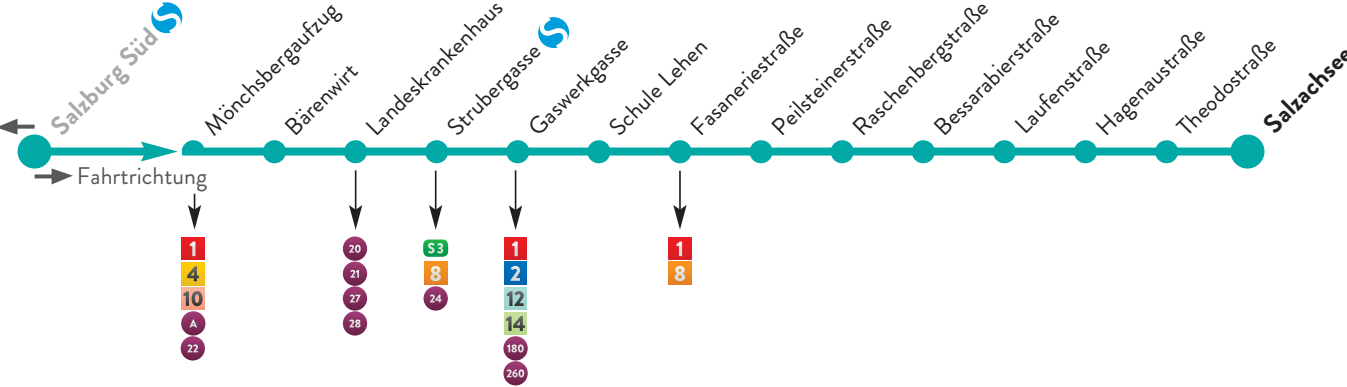 Salzburg Süd
Mönchsbergaufzug
Bärenwirt
Landeskrankenhaus
Strubergasse
Gaswerkgasse
Schule Lehen
Fasaneriestraße
Peilsteinerstraße
Raschenbergstraße
Bessarabierstraße
Laufenstraße
Hagenaustraße
Theodostraße
Salzachsee
Fahrtrichtung
1
4
10
A
22
20
21
27
28
S3
8
24
1
2
12
14
180
260
1
8